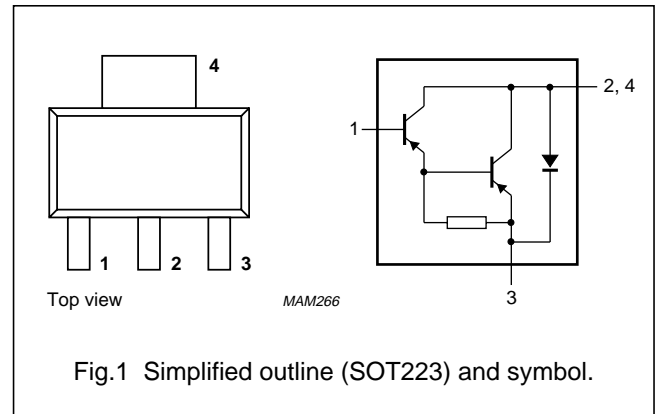 4
1
2
3
Top view
MAM266
1
2, 4
3
Fig.1 Simplified outline (SOT223) and symbol.